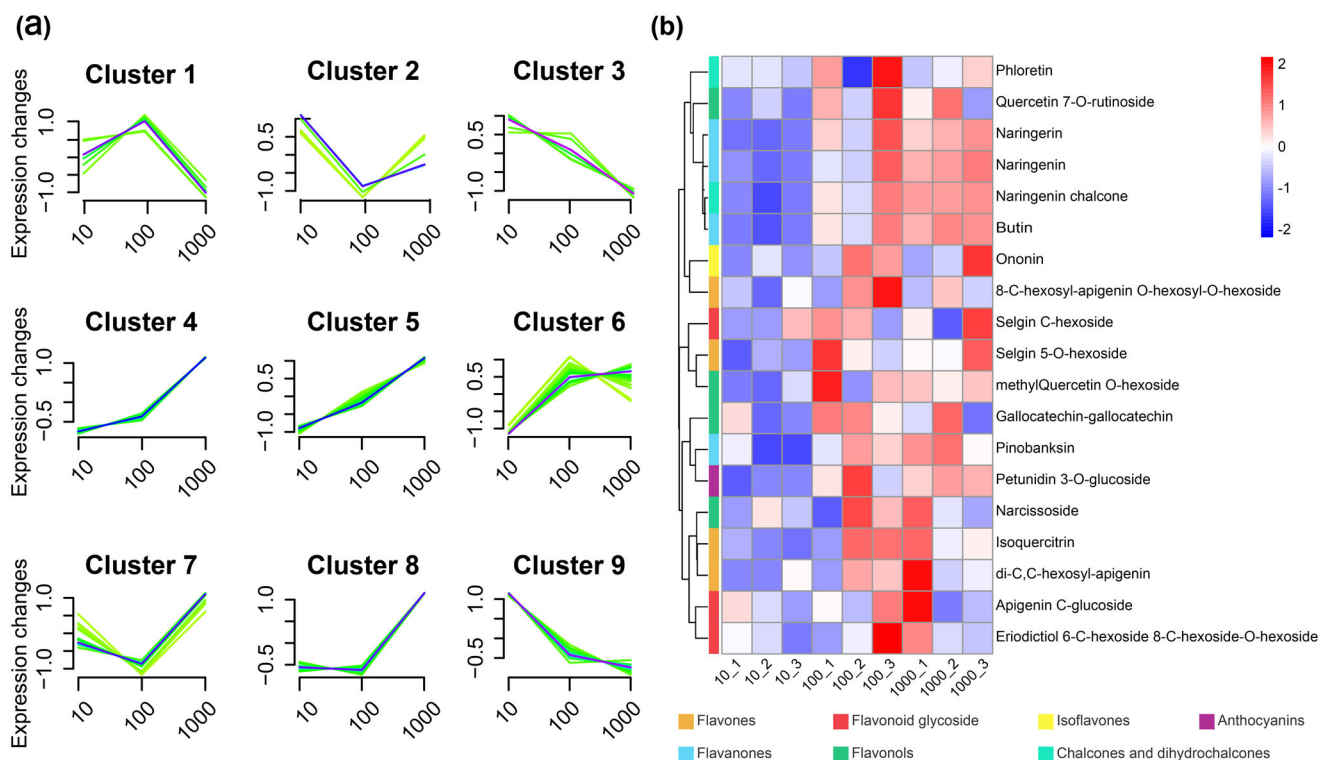 (a)
Cluster 1
Cluster 2
Cluster 3
Expression changes
1.0
−1.0
10
100
1000
0.5
−1.0
10
100
1000
0.5
−1.0
10
100
1000
Cluster 4
Cluster 5
Cluster 6
Expression changes
1.0
−0.5
10
100
1000
0.5
−1.0
10
100
1000
0.5
−1.0
10
100
1000
Cluster 7
Cluster 8
Cluster 9
Expression changes
1.0
−1.0
10
100
1000
1.0
−0.5
10
100
1000
1.0
−0.5
10
100
1000
(b)
Phloretin
Quercetin 7-O-rutinoside
Naringerin
Naringenin
Naringenin chalcone
Butin
Ononin
8-C-hexosyl-apigenin O-hexosyl-O-hexoside
Selgin C-hexoside
Selgin 5-O-hexoside
methylQuercetin O-hexoside
Gallocatechin-gallocatechin
Pinobanksin
Petunidin 3-O-glucoside
Narcissoside
Isoquercitrin
di-C,C-hexosyl-apigenin
Apigenin C-glucoside
Eriodictiol 6-C-hexoside 8-C-hexoside-O-hexoside
2
1
0
-1
-2
10_1
10_2
10_3
100_1
100_2
100_3
1000_1
1000_2
1000_3
Flavones
Flavonoid glycoside
Isoflavones
Anthocyanins
Flavanones
Flavonols
Chalcones and dihydrochalcones